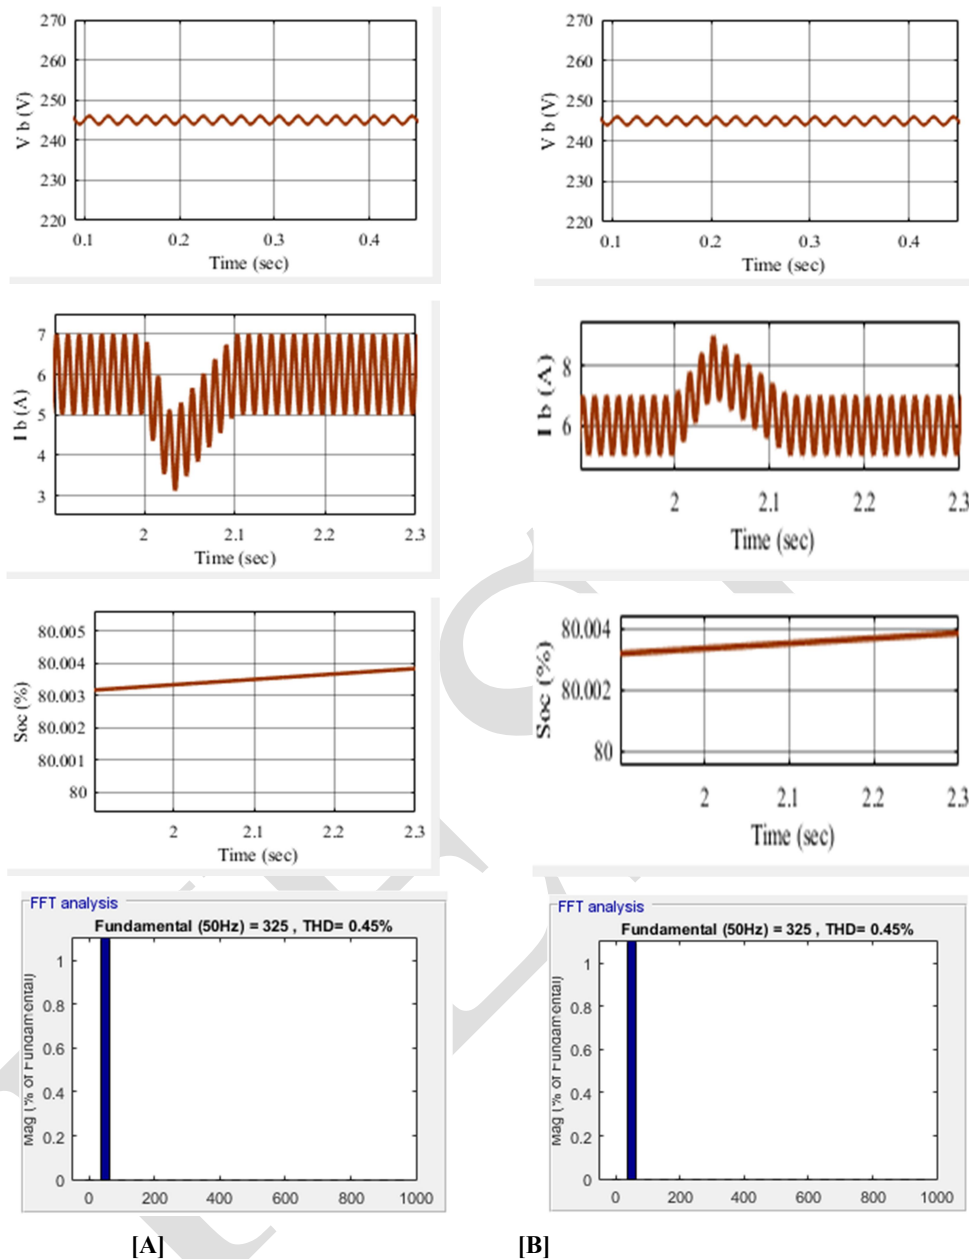 270
260
250
240
230
220
V b (V)
0.1 0.2 0.3 0.4
Time (sec)
270
260
250
240
230
220
V b (V)
0.1 0.2 0.3 0.4
Time (sec)
7
6
5
4
3
I b (A)
2 2.1 2.2 2.3
Time (sec)
8
6
I b (A)
2 2.1 2.2 2.3
Time (sec)
80.005
80.004
80.003
80.002
80.001
80
Soc (%)
2 2.1 2.2 2.3
Time (sec)
80.004
80.002
80
Soc (%)
2 2.1 2.2 2.3
Time (sec)
FFT analysis
Fundamental (50Hz) = 325 , THD= 0.45%
1
0.8
0.6
0.4
0.2
0
Mag (% of Fundamental)
0 200 400 600 800 1000
FFT analysis
Fundamental (50Hz) = 325 , THD= 0.45%
1
0.8
0.6
0.4
0.2
0
Mag (% of Fundamental)
0 200 400 600 800 1000
[A] [B]